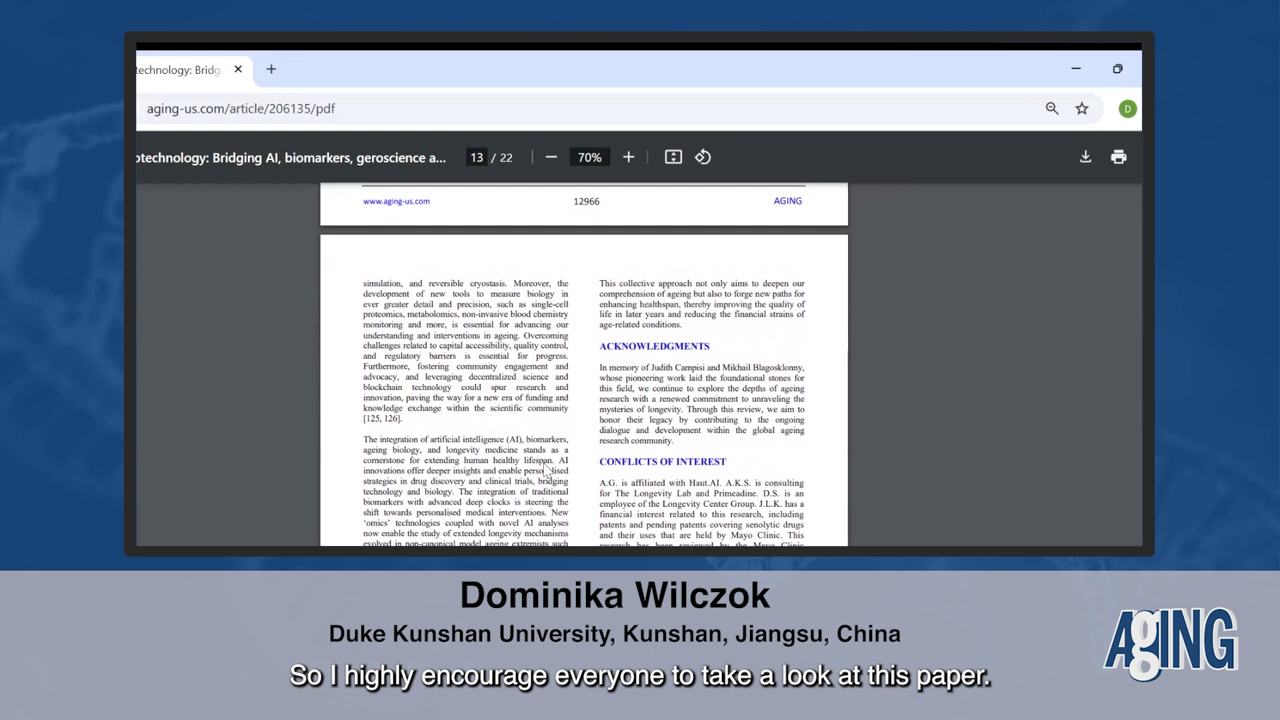 technology: Bridg
aging-us.com/article/206135/pdf
D
otechnology: Bridging AI, biomarkers, geroscience a...
13 / 22
70%
www.aging-us.com
12966
AGING
simulation, and reversible cryostasis. Moreover, the
development of new tools to measure biology in
ever greater detail and precision, such as single-cell
proteomics, metabolomics, non-invasive blood chemistry
monitoring and more, is essential for advancing our
understanding and interventions in ageing. Overcoming
challenges related to capital accessibility, quality control,
and regulatory barriers is essential for progress.
Furthermore, fostering community engagement and
advocacy, and leveraging decentralized science and
blockchain technology could spur research and
innovation, paving the way for a new era of funding and
knowledge exchange within the scientific community
[125, 126].
The integration of artificial intelligence (AI), biomarkers,
ageing biology, and longevity medicine stands as a
cornerstone for extending human healthy lifespan. AI
innovations offer deeper insights and enable personalised
strategies in drug discovery and clinical trials, bridging
technology and biology. The integration of traditional
biomarkers with advanced deep clocks is steering the
shift towards personalised medical interventions. New
'omics' technologies coupled with novel AI analyses
now enable the study of extended longevity mechanisms
evolved in non-canonical model ageing extremists such
This collective approach not only aims to deepen our
comprehension of ageing but also to forge new paths for
enhancing healthspan, thereby improving the quality of
life in later years and reducing the financial strains of
age-related conditions.
ACKNOWLEDGMENTS
In memory of Judith Campisi and Mikhail Blagosklonny,
whose pioneering work laid the foundational stones for
this field, we continue to explore the depths of ageing
research with a renewed commitment to unraveling the
mysteries of longevity. Through this review, we aim to
honor their legacy by contributing to the ongoing
dialogue and development within the global ageing
research community.
CONFLICTS OF INTEREST
A.G. is affiliated with Haut.AI. A.K.S. is consulting
for The Longevity Lab and Primeadine. D.S. is an
employee of the Longevity Center Group. J.L.K. has a
financial interest related to this research, including
patents and pending patents covering senolytic drugs
and their uses that are held by Mayo Clinic. This
research has been reviewed by the Mayo Clinic
Dominika Wilczok
Duke Kunshan University, Kunshan, Jiangsu, China
AgING
So I highly encourage everyone to take a look at this paper.